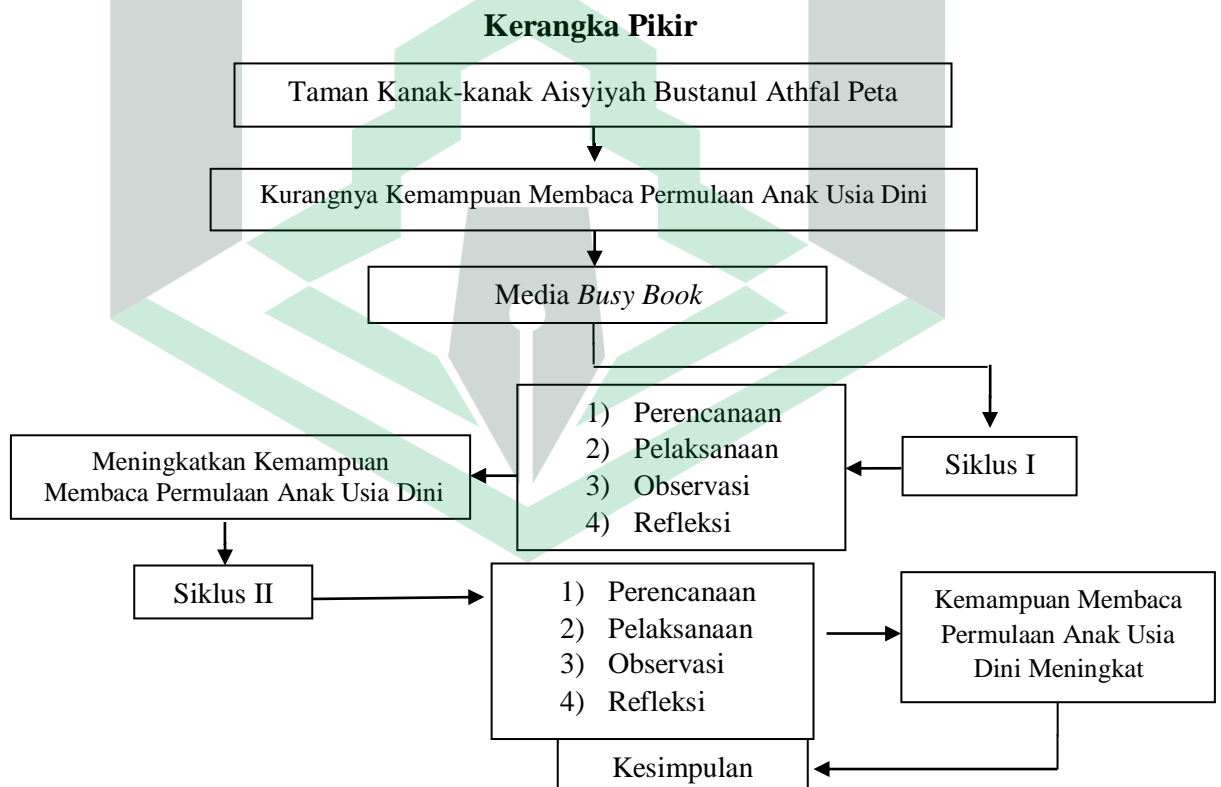 Kerangka Pikir
Taman Kanak-kanak Aisyiyah Bustanul Athfal Peta
Kurangnya Kemampuan Membaca Permulaan Anak Usia Dini
Media Busy Book
Siklus I
1) Perencanaan
2) Pelaksanaan
3) Observasi
4) Refleksi
Meningkatkan Kemampuan
Membaca Permulaan Anak Usia Dini
Siklus II
1) Perencanaan
2) Pelaksanaan
3) Observasi
4) Refleksi
Kemampuan Membaca
Permulaan Anak Usia
Dini Meningkat
Kesimpulan